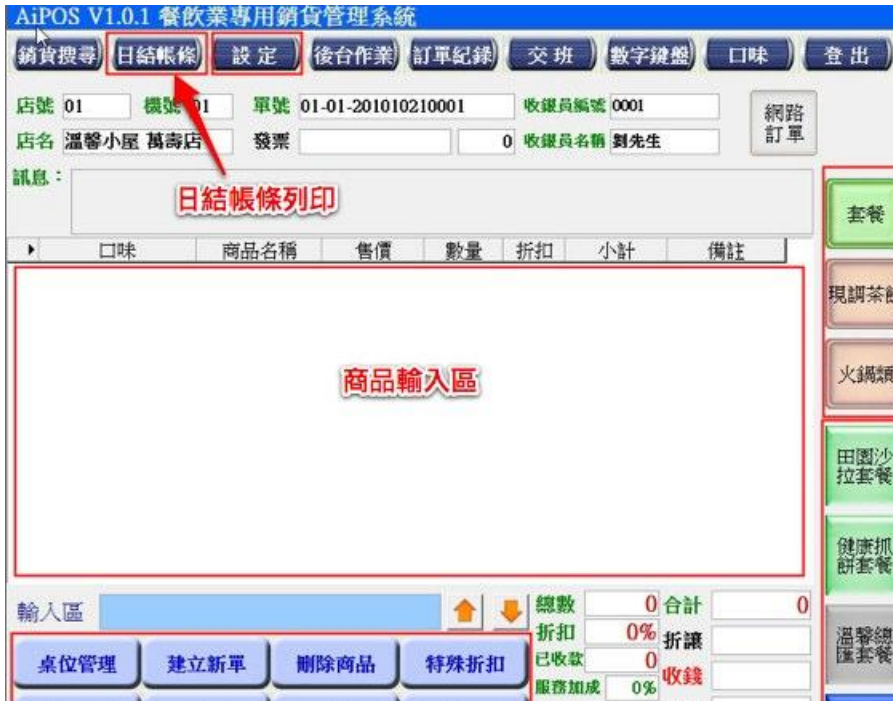 AiPOS V1.0.1 餐飲業專用銷貨管理系統
銷貨搜尋 日結帳條 設定 後台作業 訂單紀錄 交班 數字鍵盤 口味 登出
店號 01 機號 01 單號 01-01-201010210001 收銀員編號 0001
店名 溫馨小屋 萬壽店 發票 0 收銀員名稱 劉先生
網路
訂單
訊息：
日結帳條列印
套餐
口味 商品名稱 售價 數量 折扣 小計 備註
現調茶飲
商品輸入區
火鍋類
田園沙
拉套餐
健康抓
餅套餐
輸入區 總數 0 合計 0
折扣 0% 折讓
已收款 0 收錢
服務加成 0%
溫馨總
匯套餐
桌位管理 建立新單 刪除商品 特殊折扣